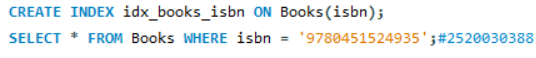 CREATE INDEX idx_books_isbn ON Books(isbn);
SELECT * FROM Books WHERE isbn = '9780451524935';#2520030388